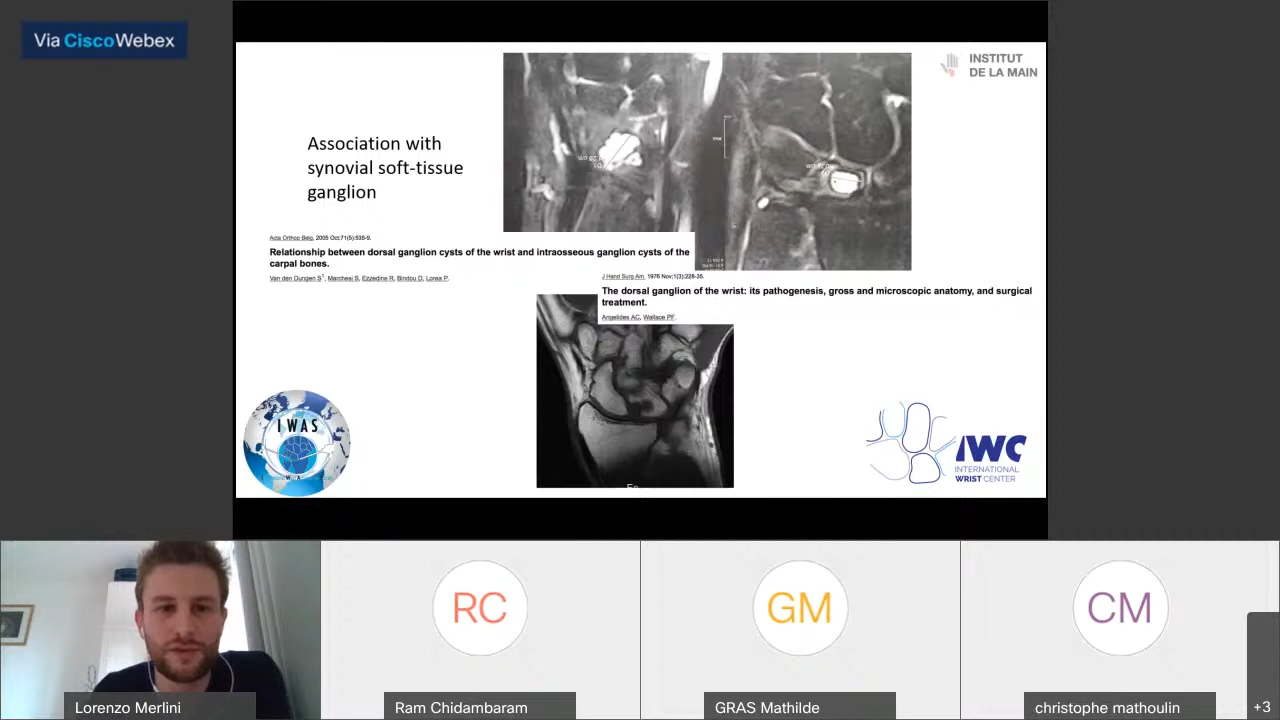 Via Cisco Webex
INSTITUT
DE LA MAIN
Association with
synovial soft-tissue
ganglion
Acta Orthop Belg. 2005 Oct;71(5):535-9.
Relationship between dorsal ganglion cysts of the wrist and intraosseous ganglion cysts of the
carpal bones.
Van den Dungen S1, Marchesi S, Ezzedine R, Bindou D, Lorea P.
J Hand Surg Am. 1976 Nov;1(3):228-35.
The dorsal ganglion of the wrist: its pathogenesis, gross and microscopic anatomy, and surgical
treatment.
Angelides AC, Wallace PF.
IWAS
IWC
INTERNATIONAL
WRIST CENTER
RC
GM
CM
Lorenzo Merlini
Ram Chidambaram
GRAS Mathilde
christophe mathoulin
+3